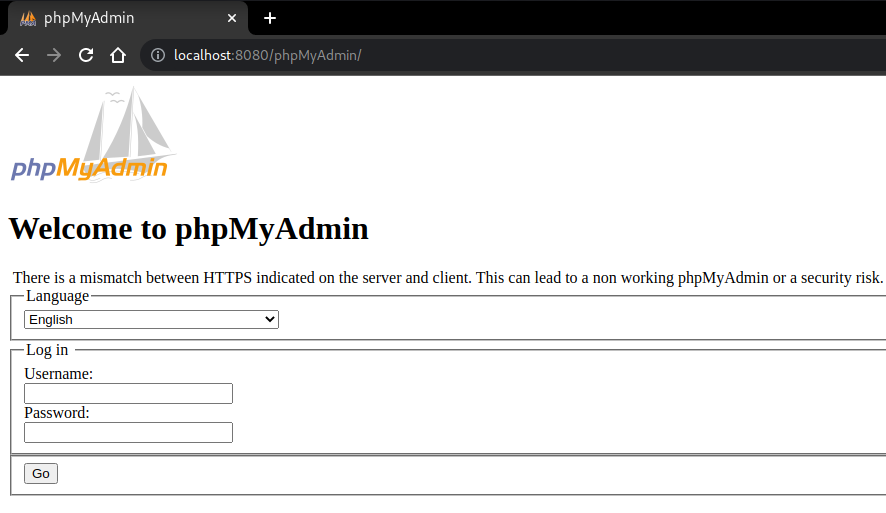 phpMyAdmin
localhost:8080/phpMyAdmin/
phpMyAdmin
Welcome to phpMyAdmin
There is a mismatch between HTTPS indicated on the server and client. This can lead to a non working phpMyAdmin or a security risk.
Language
English
Log in
Username:
Password:
Go